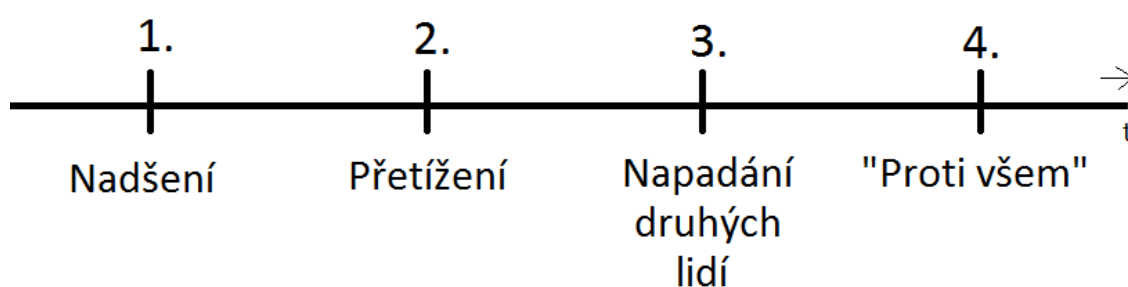 1.
2.
3.
4.
t
Nadšení
Přetížení
Napadání
druhých
lidí
"Proti všem"